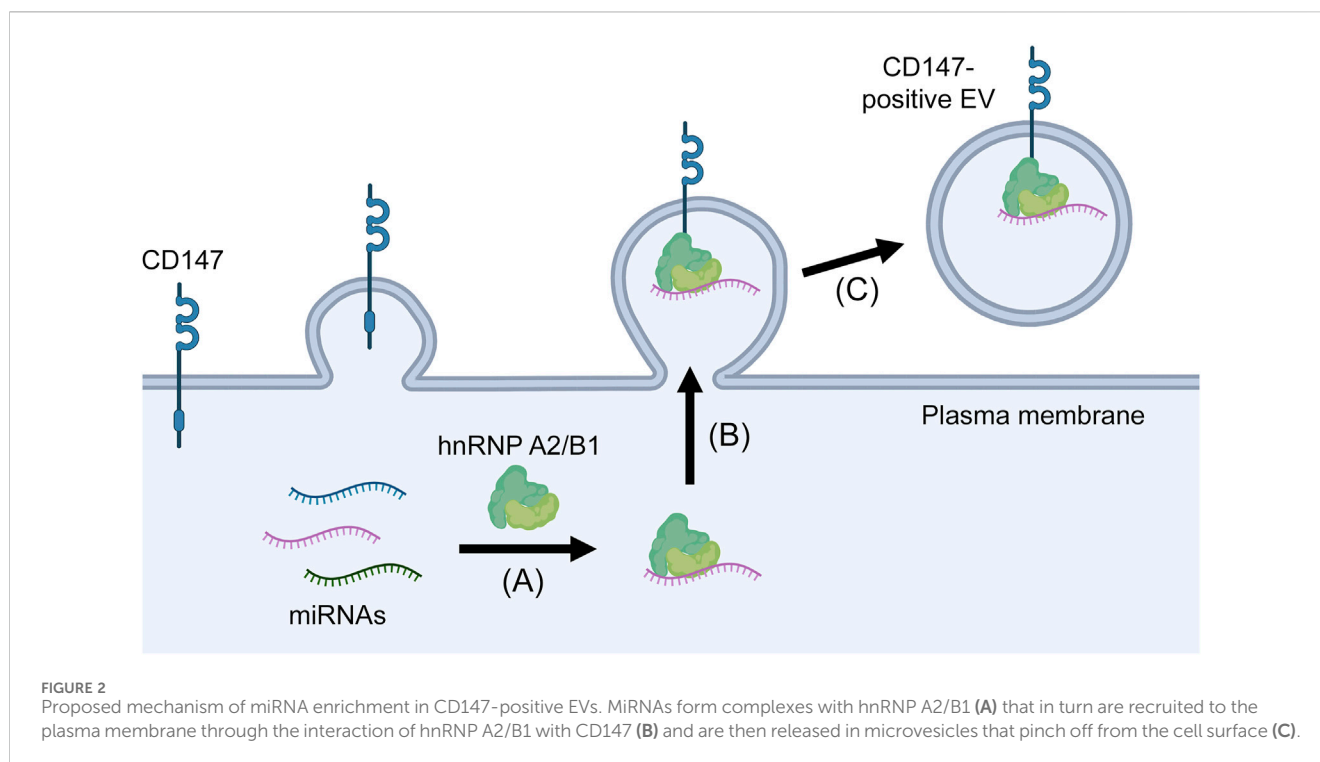 CD147-
positive EV
CD147
Plasma membrane
hnRNP A2/B1
miRNAs
(A)
(B)
(C)
FIGURE 2
Proposed mechanism of miRNA enrichment in CD147-positive EVs. MiRNAs form complexes with hnRNP A2/B1 (A) that in turn are recruited to the
plasma membrane through the interaction of hnRNP A2/B1 with CD147 (B) and are then released in microvesicles that pinch off from the cell surface (C).